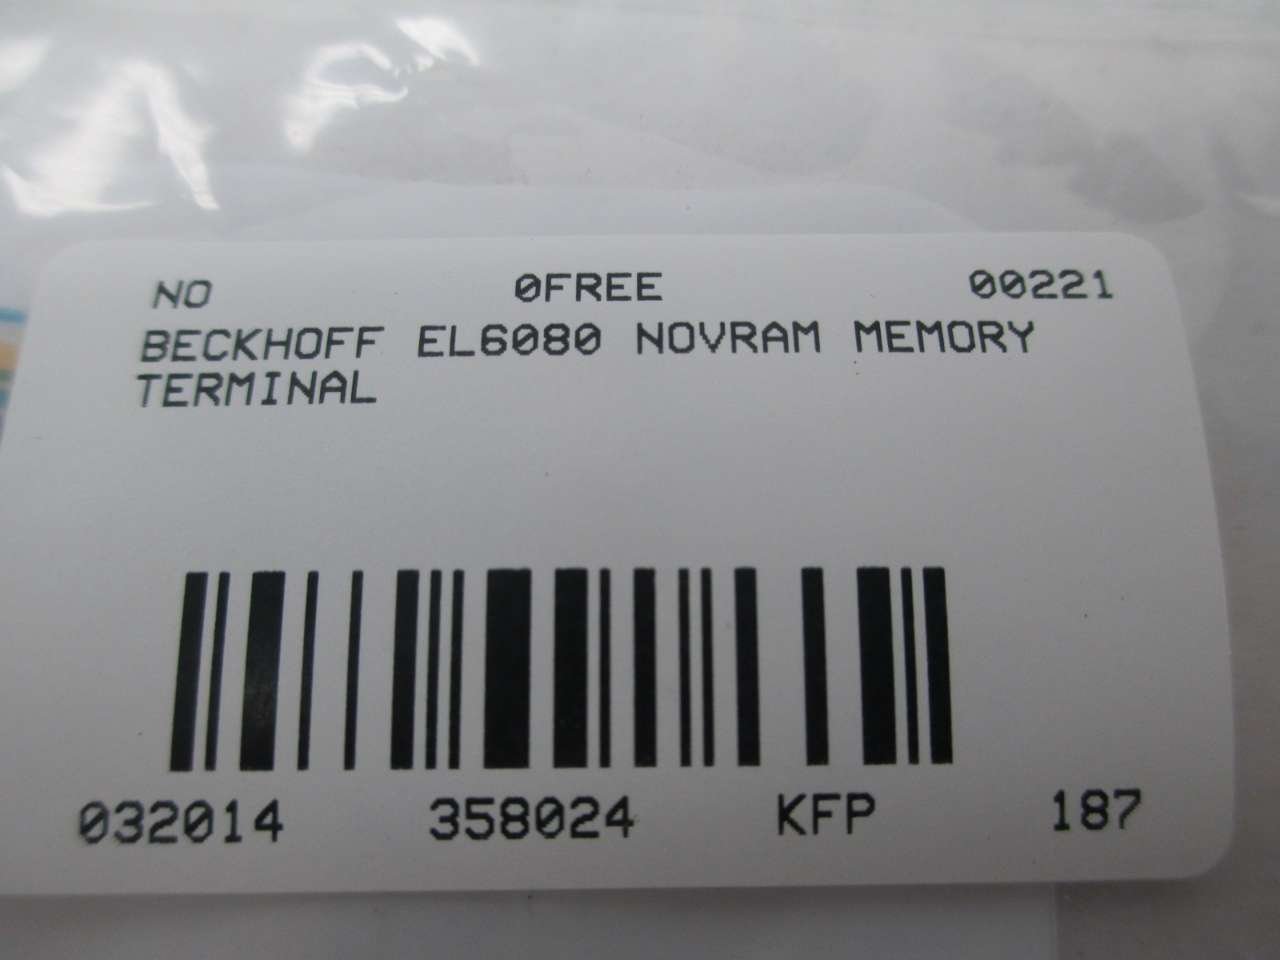 NO 0FREE 00221
BECKHOFF EL6080 NOVRAM MEMORY
TERMINAL
032014 358024 KFP 187